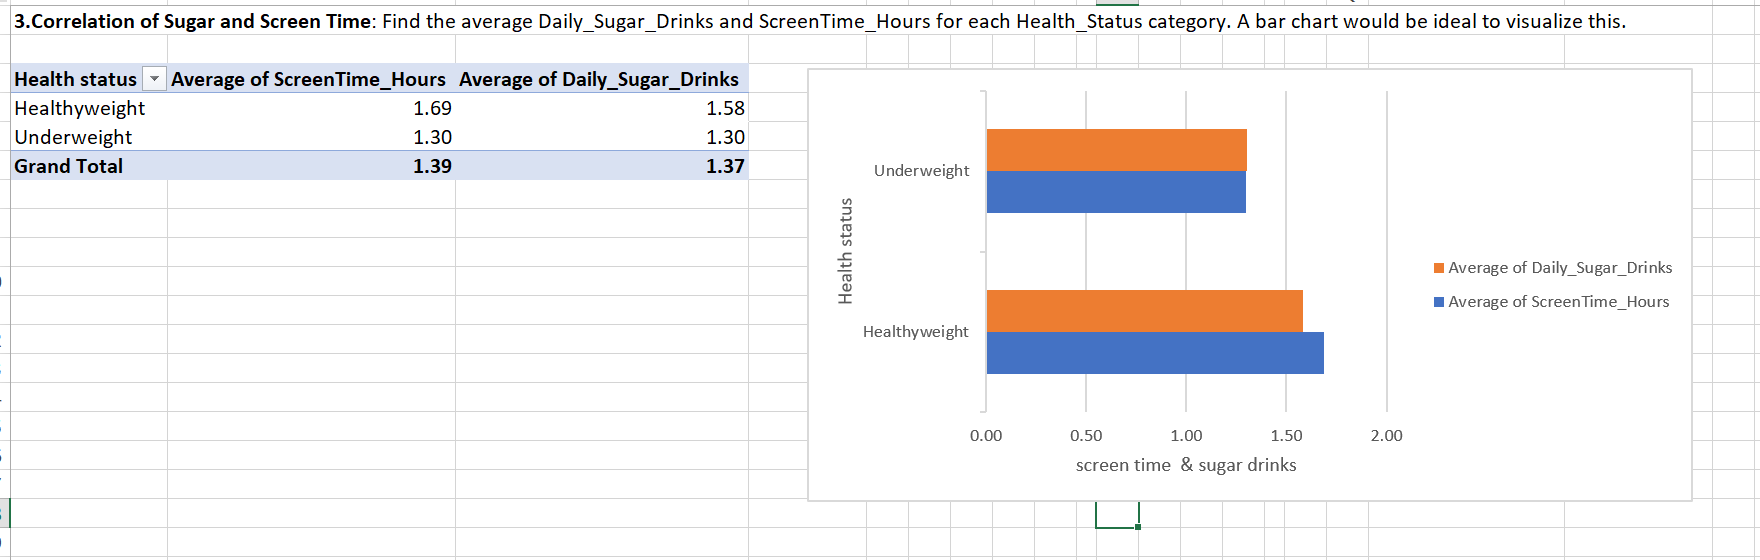 3.Correlation of Sugar and Screen Time: Find the average Daily_Sugar_Drinks and ScreenTime_Hours for each Health_Status category. A bar chart would be ideal to visualize this.
Health status Average of ScreenTime_Hours Average of Daily_Sugar_Drinks
Healthyweight 1.69 1.58
Underweight 1.30 1.30
Grand Total 1.39 1.37
Health status
Underweight
Healthyweight
0.00 0.50 1.00 1.50 2.00
screen time & sugar drinks
Average of Daily_Sugar_Drinks
Average of ScreenTime_Hours